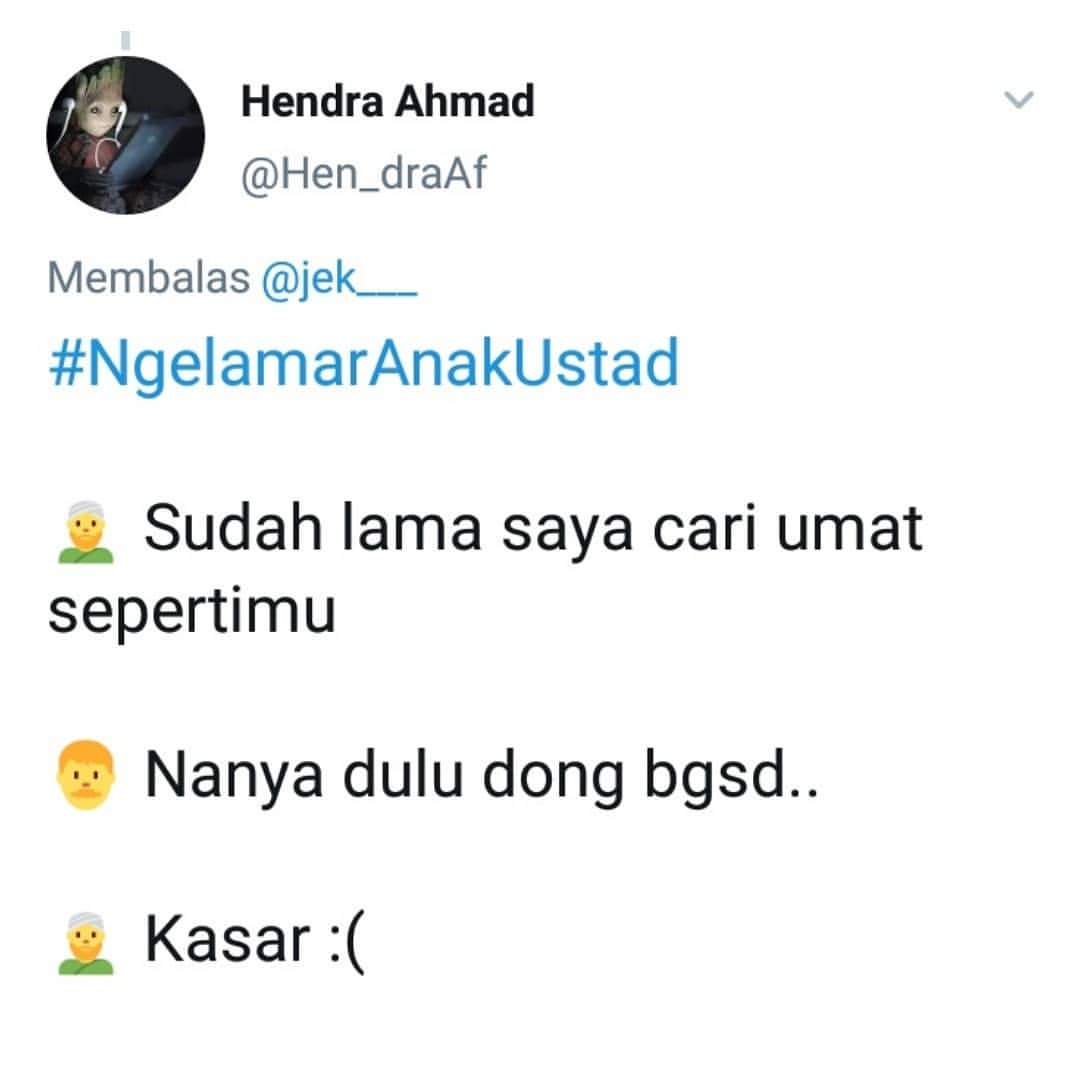 Hendra Ahmad
@Hen_draAf
Membalas @jek___
#NgelamarAnakUstad
👳 Sudah lama saya cari umat
sepertimu
👨 Nanya dulu dong bgsd..
👳 Kasar :(